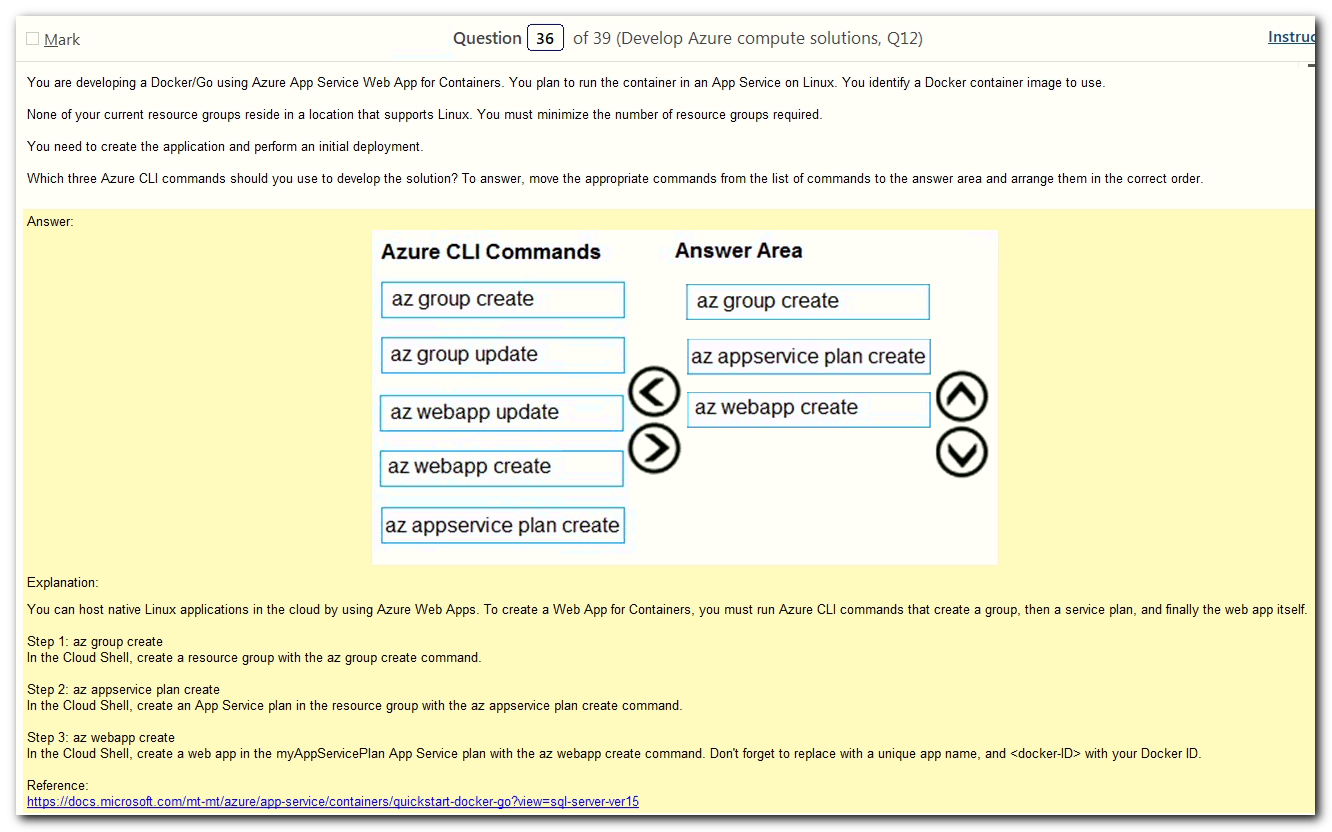 Mark
Question 36 of 39 (Develop Azure compute solutions, Q12)
Instruc
You are developing a Docker/Go using Azure App Service Web App for Containers. You plan to run the container in an App Service on Linux. You identify a Docker container image to use.
None of your current resource groups reside in a location that supports Linux. You must minimize the number of resource groups required.
You need to create the application and perform an initial deployment.
Which three Azure CLI commands should you use to develop the solution? To answer, move the appropriate commands from the list of commands to the answer area and arrange them in the correct order.
Answer:
Azure CLI Commands
az group create
az group update
az webapp update
az webapp create
az appservice plan create
Answer Area
az group create
az appservice plan create
az webapp create
Explanation:
You can host native Linux applications in the cloud by using Azure Web Apps. To create a Web App for Containers, you must run Azure CLI commands that create a group, then a service plan, and finally the web app itself.
Step 1: az group create
In the Cloud Shell, create a resource group with the az group create command.
Step 2: az appservice plan create
In the Cloud Shell, create an App Service plan in the resource group with the az appservice plan create command.
Step 3: az webapp create
In the Cloud Shell, create a web app in the myAppServicePlan App Service plan with the az webapp create command. Don't forget to replace with a unique app name, and <docker-ID> with your Docker ID.
Reference:
https://docs.microsoft.com/mt-mt/azure/app-service/containers/quickstart-docker-go?view=sql-server-ver15